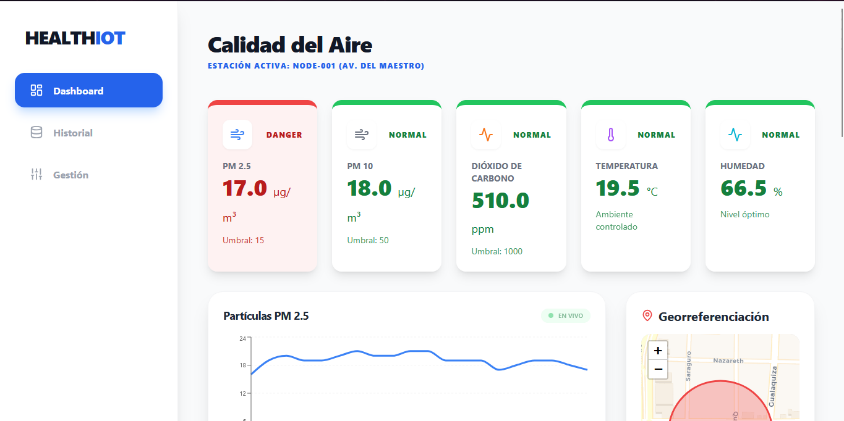 HEALTHIOT
Dashboard
Historial
Gestión
Calidad del Aire
ESTACIÓN ACTIVA: NODE-001 (AV. DEL MAESTRO)
DANGER
PM 2.5
17.0 µg/
m³
Umbral: 15
NORMAL
PM 10
18.0 µg/
m³
Umbral: 50
NORMAL
DIÓXIDO DE
CARBONO
510.0
ppm
Umbral: 1000
NORMAL
TEMPERATURA
19.5 °C
Ambiente
controlado
NORMAL
HUMEDAD
66.5 %
Nivel óptimo
Partículas PM 2.5
EN VIVO
24
18
12
Georreferenciación
+
−
Nazareth
Saraguro
Gualaquiza